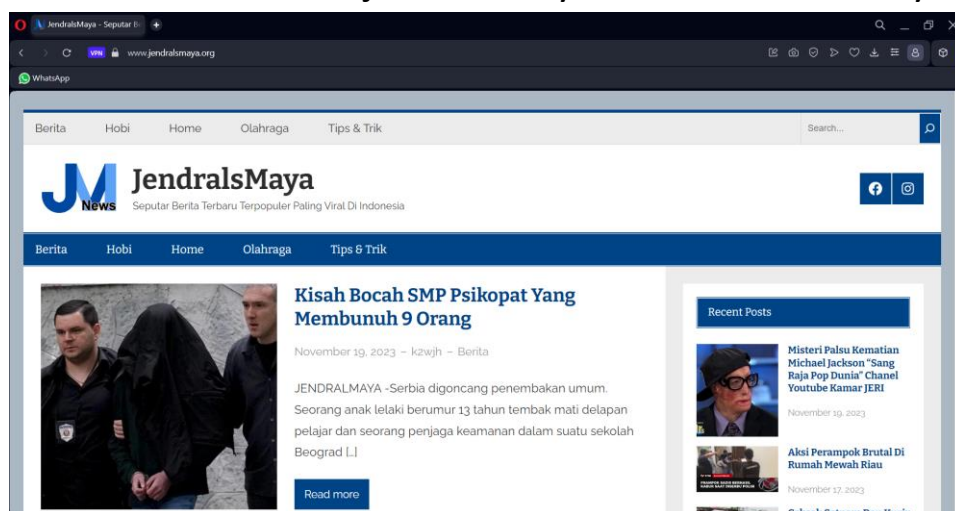 JendralsMaya - Seputar B
VPN www.jendralsmaya.org
WhatsApp
Berita Hobi Home Olahraga Tips & Trik Search...
JM
News
JendralsMaya
Seputar Berita Terbaru Terpopuler Paling Viral Di Indonesia
Berita Hobi Home Olahraga Tips & Trik
Kisah Bocah SMP Psikopat Yang
Membunuh 9 Orang
November 19, 2023 – k2wjh – Berita
JENDRALMAYA -Serbia digoncang penembakan umum.
Seorang anak lelaki berumur 13 tahun tembak mati delapan
pelajar dan seorang penjaga keamanan dalam suatu sekolah
Beograd [...]
Read more
Recent Posts
Misteri Palsu Kematian
Michael Jackson "Sang
Raja Pop Dunia" Chanel
Youtube Kamar JERI
November 19, 2023
Aksi Perampok Brutal Di
Rumah Mewah Riau
November 17, 2023